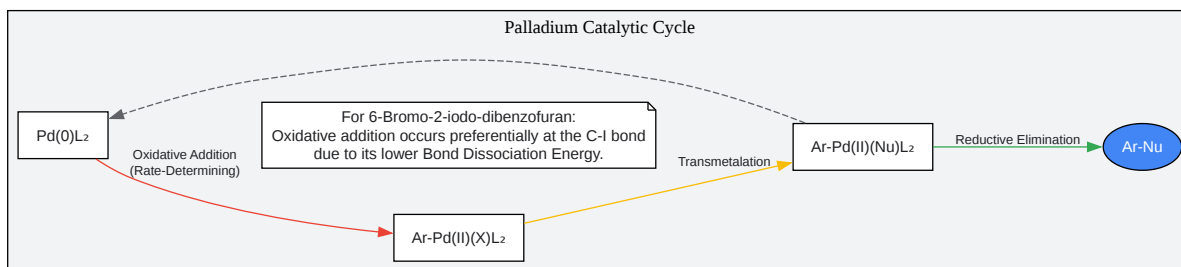 Palladium Catalytic Cycle
For 6-Bromo-2-iodo-dibenzofuran:
Oxidative addition occurs preferentially at the C-I bond
due to its lower Bond Dissociation Energy.
Pd(0)L₂
Oxidative Addition
(Rate-Determining)
Ar-Pd(II)(X)L₂
Transmetalation
Ar-Pd(II)(Nu)L₂
Reductive Elimination
Ar-Nu